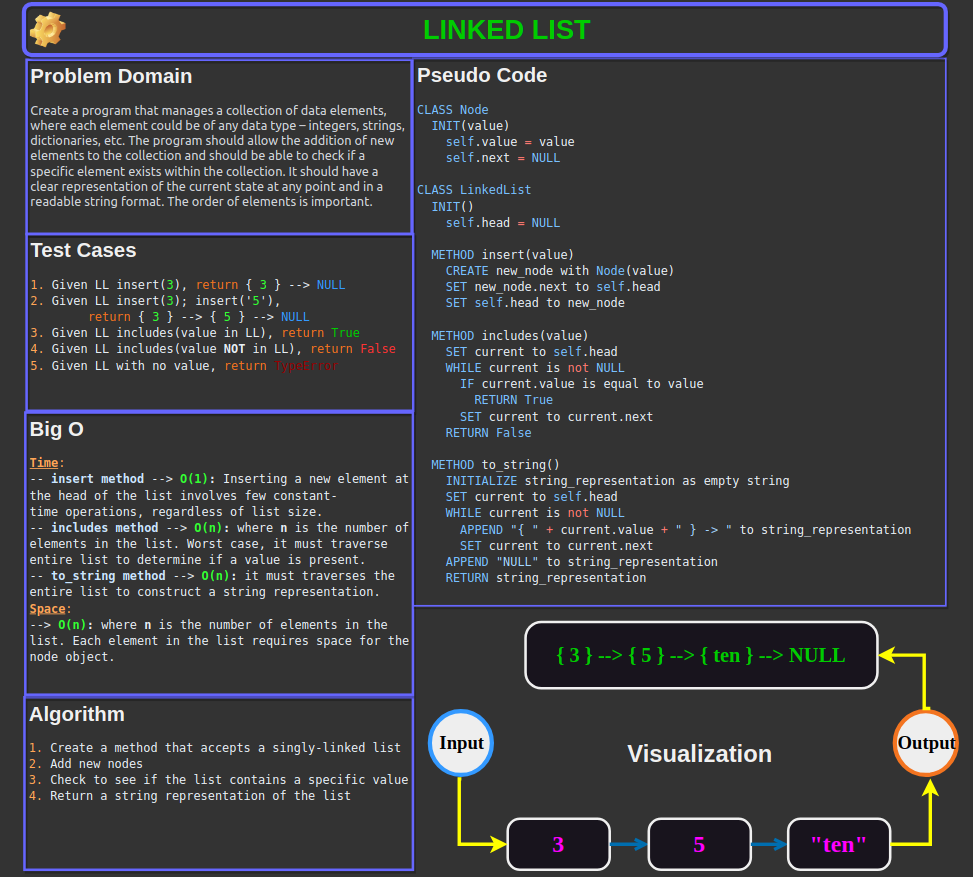 LINKED LIST
Problem Domain
Create a program that manages a collection of data elements,
where each element could be of any data type – integers, strings,
dictionaries, etc. The program should allow the addition of new
elements to the collection and should be able to check if a
specific element exists within the collection. It should have a
clear representation of the current state at any point and in a
readable string format. The order of elements is important.
Test Cases
1. Given LL insert(3), return { 3 } --> NULL
2. Given LL insert(3); insert('5'),
return { 3 } --> { 5 } --> NULL
3. Given LL includes(value in LL), return True
4. Given LL includes(value NOT in LL), return False
5. Given LL with no value, return TypeError
Big O
Time:
-- insert method --> O(1): Inserting a new element at
the head of the list involves few constant-
time operations, regardless of list size.
-- includes method --> O(n): where n is the number of
elements in the list. Worst case, it must traverse
entire list to determine if a value is present.
-- to_string method --> O(n): it must traverses the
entire list to construct a string representation.
Space:
--> O(n): where n is the number of elements in the
list. Each element in the list requires space for the
node object.
Algorithm
1. Create a method that accepts a singly-linked list
2. Add new nodes
3. Check to see if the list contains a specific value
4. Return a string representation of the list
Pseudo Code
CLASS Node
INIT(value)
self.value = value
self.next = NULL
CLASS LinkedList
INIT()
self.head = NULL
METHOD insert(value)
CREATE new_node with Node(value)
SET new_node.next to self.head
SET self.head to new_node
METHOD includes(value)
SET current to self.head
WHILE current is not NULL
IF current.value is equal to value
RETURN True
SET current to current.next
RETURN False
METHOD to_string()
INITIALIZE string_representation as empty string
SET current to self.head
WHILE current is not NULL
APPEND "{ " + current.value + " } -> " to string_representation
SET current to current.next
APPEND "NULL" to string_representation
RETURN string_representation
{ 3 } --> { 5 } --> { ten } --> NULL
Input
Visualization
Output
3
5
"ten"